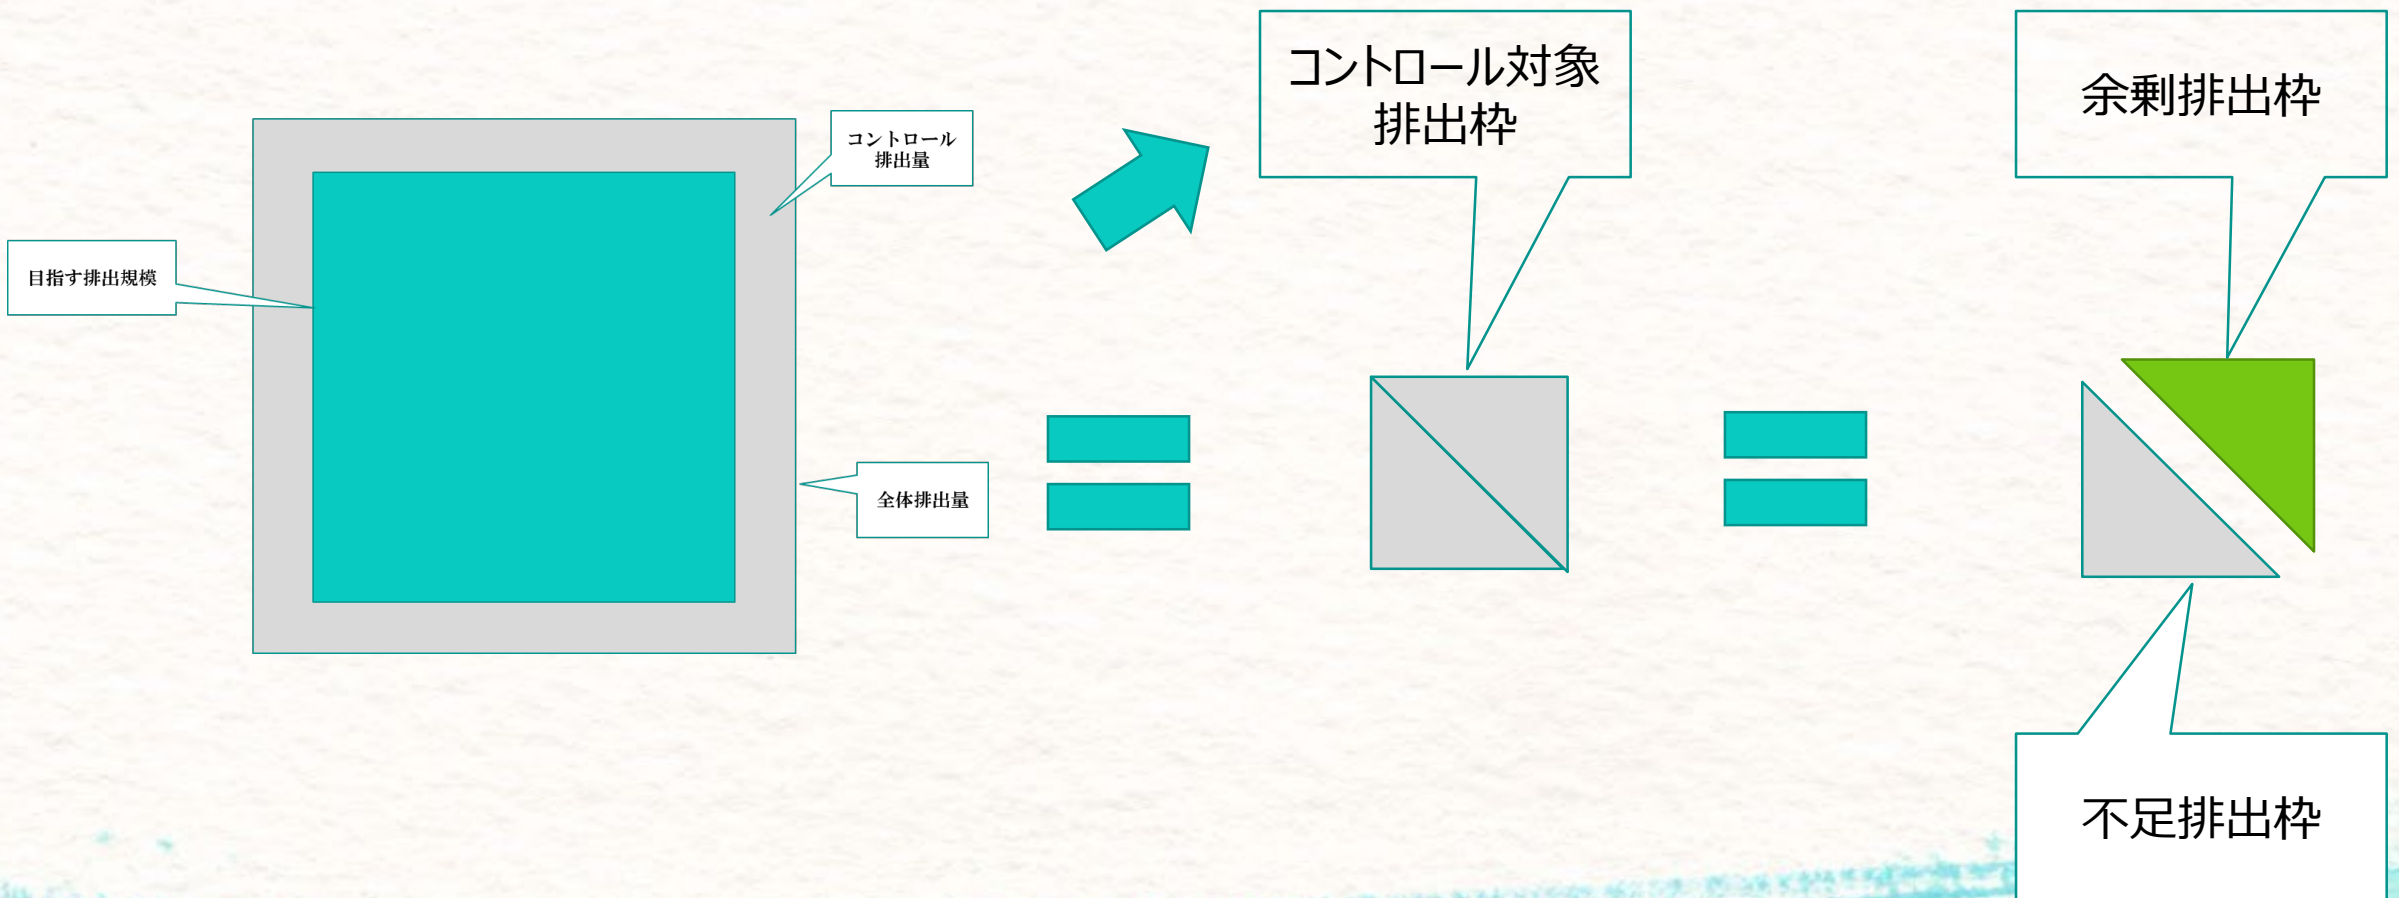 コントロール対象
排出枠
余剰排出枠
コントロール
排出量
目指す排出規模
全体排出量
不足排出枠